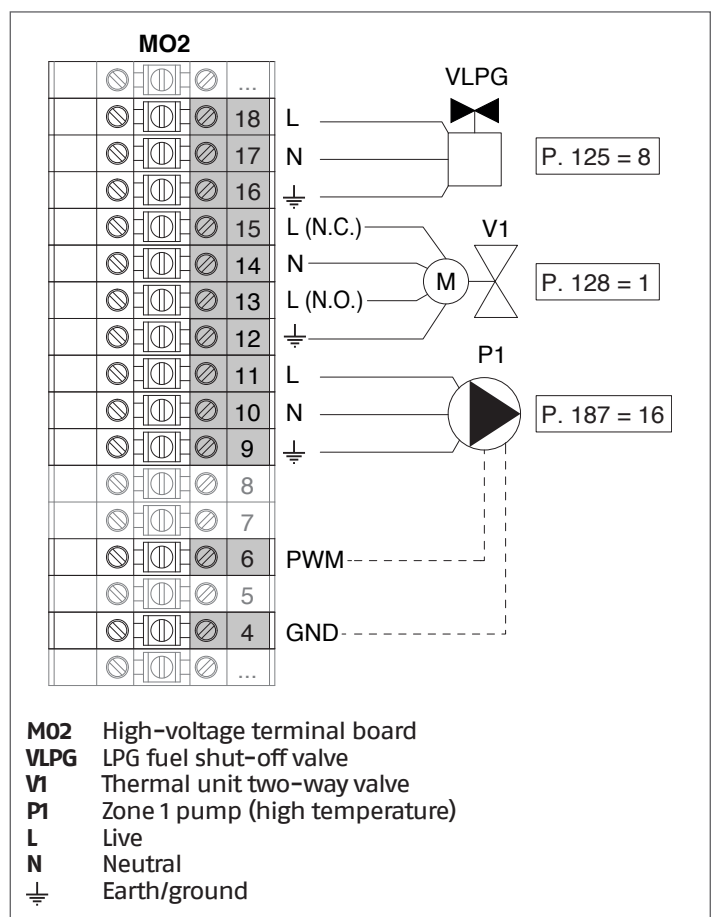 MO2
...
VLPG
18 L
17 N P. 125 = 8
16 ⏚
15 L (N.C.) V1
14 N
M P. 128 = 1
13 L (N.O.)
12 ⏚
P1
11 L
10 N P. 187 = 16
9 ⏚
8
7
6 PWM
5
4 GND
...
M02 High-voltage terminal board
VLPG LPG fuel shut-off valve
V1 Thermal unit two-way valve
P1 Zone 1 pump (high temperature)
L Live
N Neutral
⏚ Earth/ground